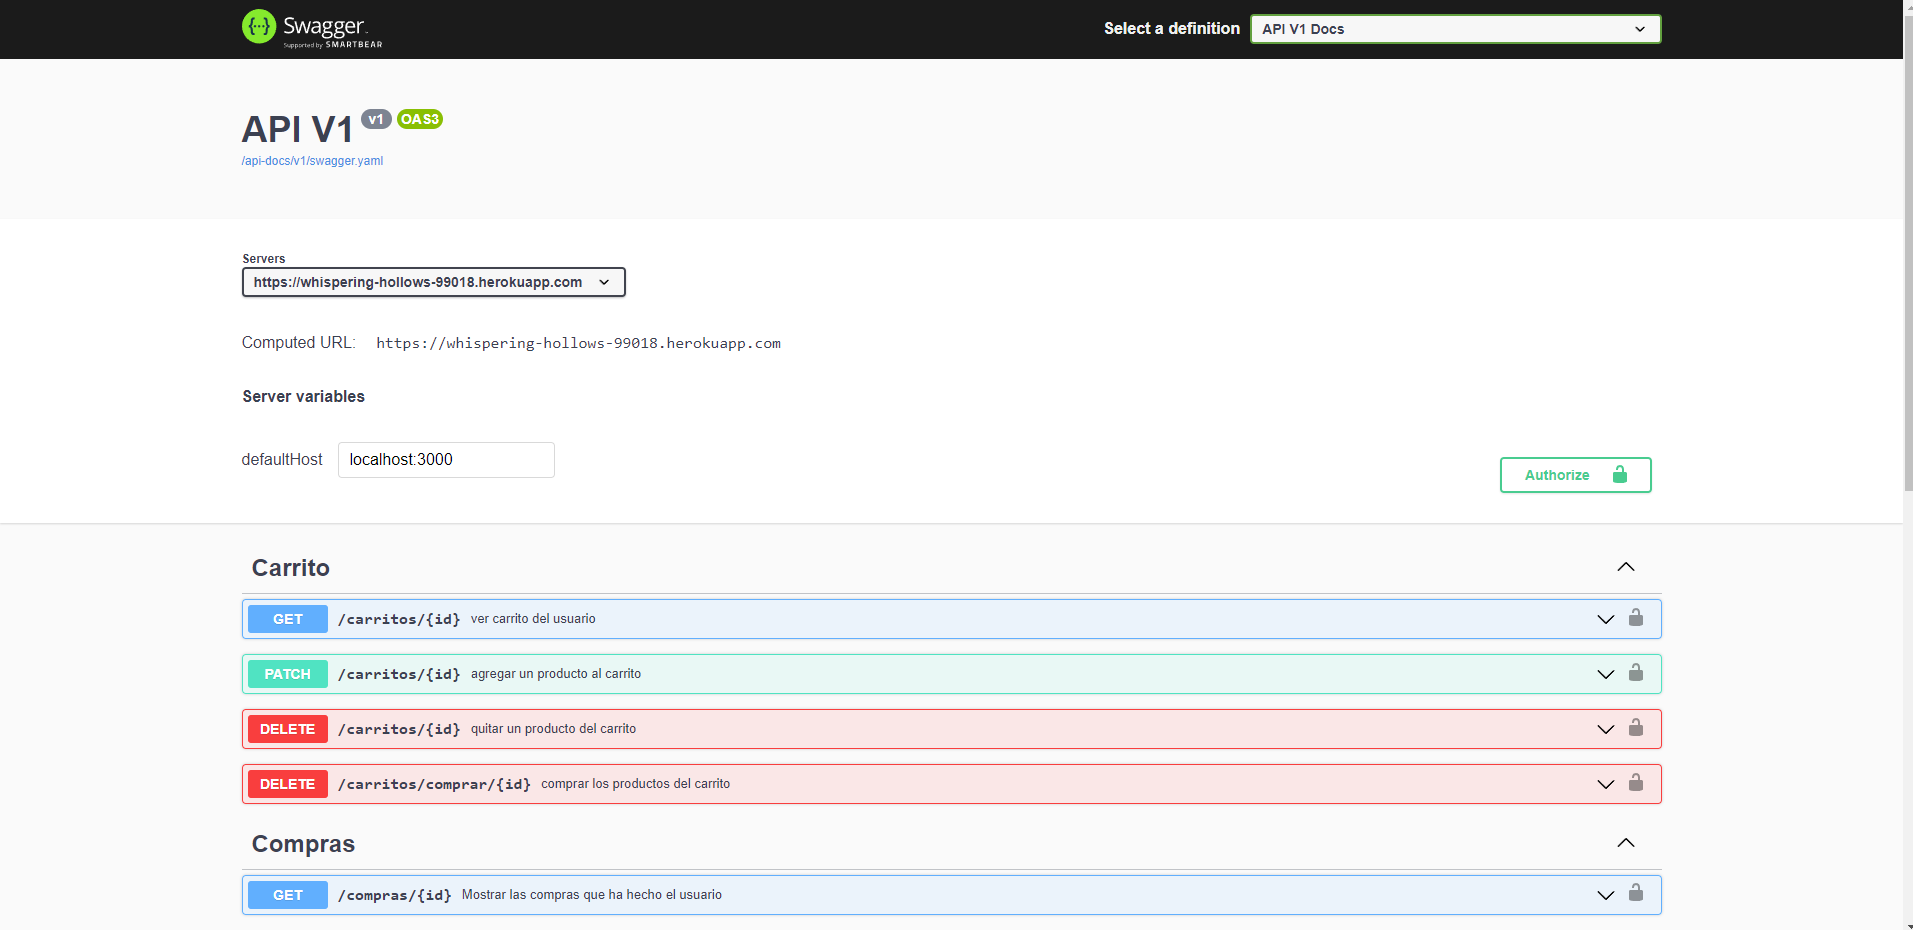 Swagger.
Supported by SMARTBEAR
Select a definition
API V1 Docs
API V1 v1 OAS3
/api-docs/v1/swagger.yaml
Servers
https://whispering-hollows-99018.herokuapp.com
Computed URL: https://whispering-hollows-99018.herokuapp.com
Server variables
defaultHost localhost:3000
Authorize
Carrito
GET /carritos/{id} ver carrito del usuario
PATCH /carritos/{id} agregar un producto al carrito
DELETE /carritos/{id} quitar un producto del carrito
DELETE /carritos/comprar/{id} comprar los productos del carrito
Compras
GET /compras/{id} Mostrar las compras que ha hecho el usuario